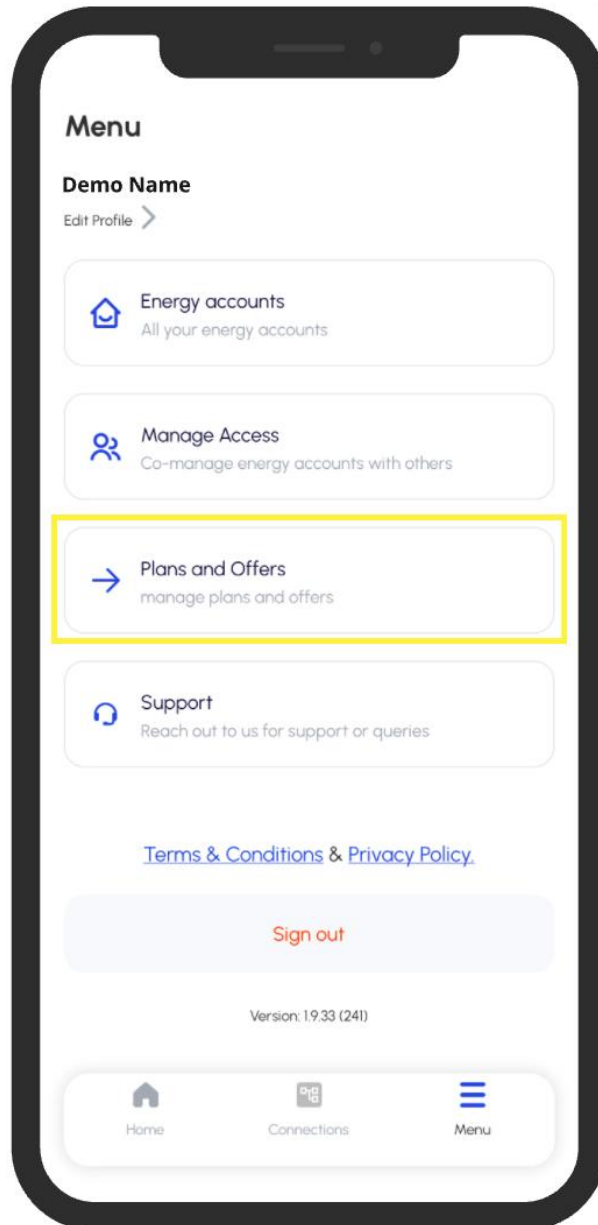 Menu
Demo Name
Edit Profile
Energy accounts
All your energy accounts
Manage Access
Co-manage energy accounts with others
Plans and Offers
manage plans and offers
Support
Reach out to us for support or queries
Terms & Conditions & Privacy Policy.
Sign out
Version: 1.9.33 (241)
Home Connections Menu